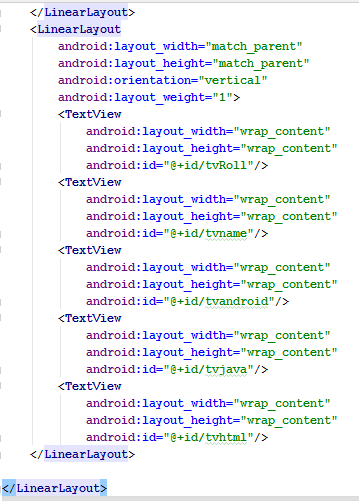 </LinearLayout>
<LinearLayout
android:layout_width="match_parent"
android:layout_height="match_parent"
android:orientation="vertical"
android:layout_weight="1">
<TextView
android:layout_width="wrap_content"
android:layout_height="wrap_content"
android:id="@+id/tvRoll"/>
<TextView
android:layout_width="wrap_content"
android:layout_height="wrap_content"
android:id="@+id/tvname"/>
<TextView
android:layout_width="wrap_content"
android:layout_height="wrap_content"
android:id="@+id/tvandroid"/>
<TextView
android:layout_width="wrap_content"
android:layout_height="wrap_content"
android:id="@+id/tvjava"/>
<TextView
android:layout_width="wrap_content"
android:layout_height="wrap_content"
android:id="@+id/tvhtml"/>
</LinearLayout>
</LinearLayout>